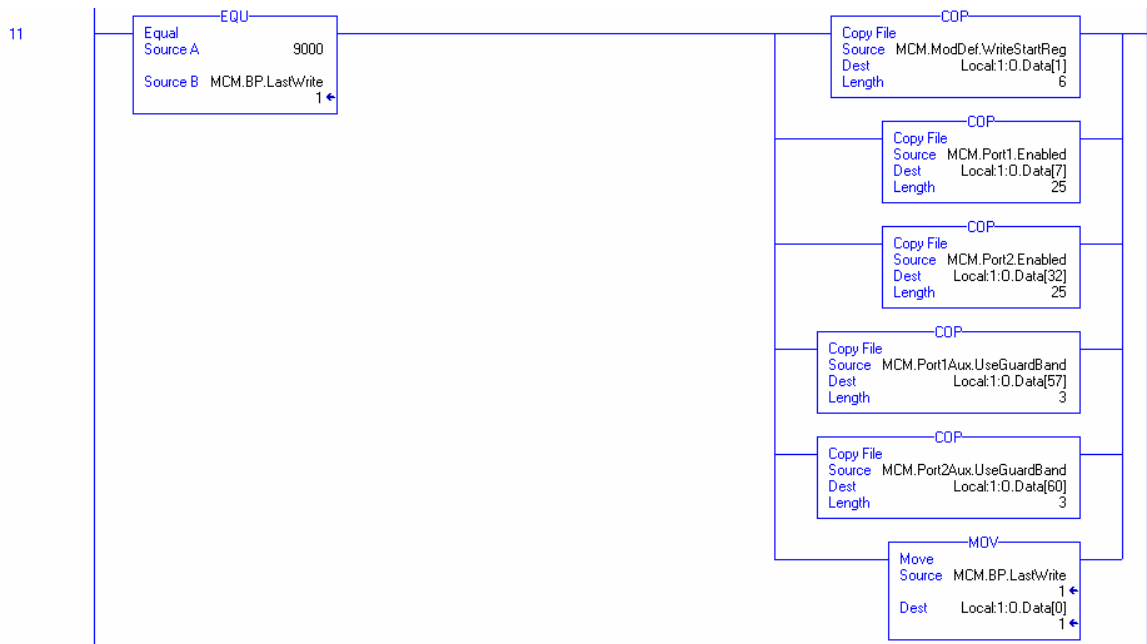 11
EQU
Equal
Source A 9000
Source B MCM.BP.LastWrite
1
COP
Copy File
Source MCM.ModDef.WriteStartReg
Dest Local:1:O.Data[1]
Length 6
COP
Copy File
Source MCM.Port1.Enabled
Dest Local:1:O.Data[7]
Length 25
COP
Copy File
Source MCM.Port2.Enabled
Dest Local:1:O.Data[32]
Length 25
COP
Copy File
Source MCM.Port1Aux.UseGuardBand
Dest Local:1:O.Data[57]
Length 3
COP
Copy File
Source MCM.Port2Aux.UseGuardBand
Dest Local:1:O.Data[60]
Length 3
MOV
Move
Source MCM.BP.LastWrite
1
Dest Local:1:O.Data[0]
1